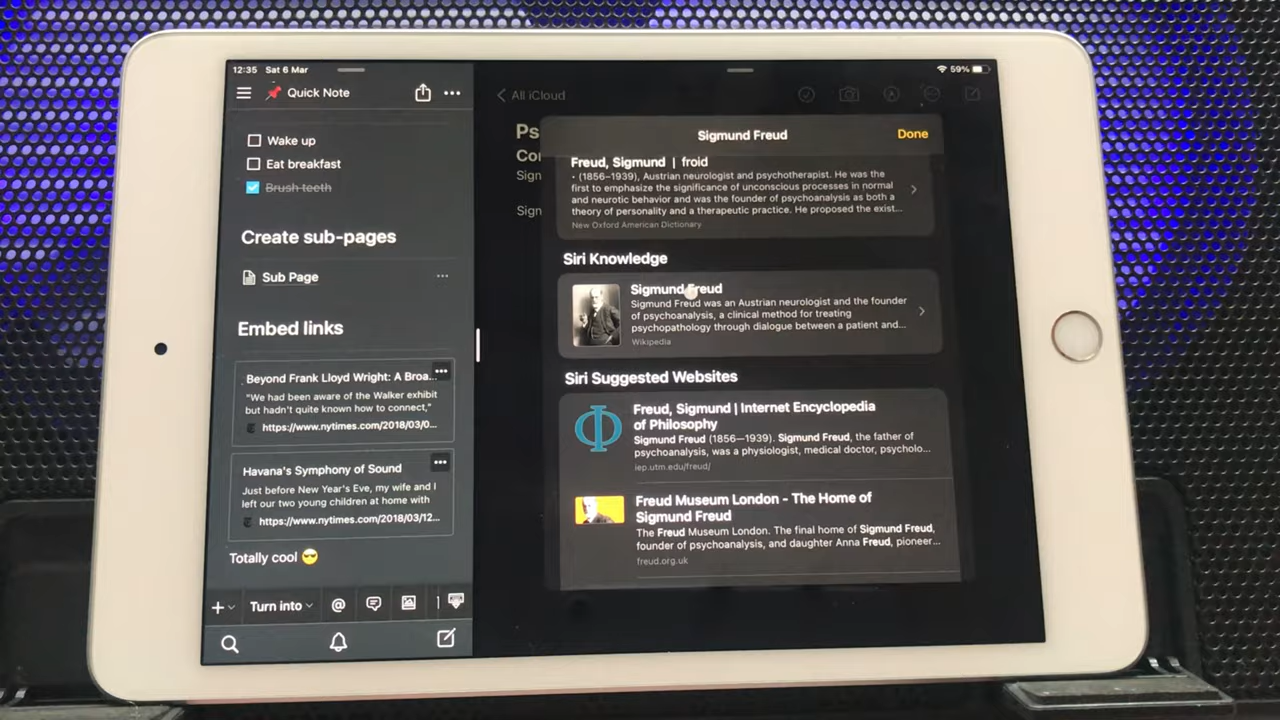 12:35 Sat 6 Mar
59%
Quick Note
Wake up
Eat breakfast
Brush teeth
Create sub-pages
Sub Page
Embed links
Beyond Frank Lloyd Wright: A Broa...
"We had been aware of the Walker exhibit
but hadn't quite known how to connect,"
https://www.nytimes.com/2018/03/0...
Havana's Symphony of Sound
Just before New Year's Eve, my wife and I
left our two young children at home with
https://www.nytimes.com/2018/03/12...
Totally cool 😎
Turn into
@
All iCloud
Ps
Co
Sign
Sign
Sigmund Freud
Done
Freud, Sigmund | froid
• (1856–1939), Austrian neurologist and psychotherapist. He was the
first to emphasize the significance of unconscious processes in normal
and neurotic behavior and was the founder of psychoanalysis as both a
theory of personality and a therapeutic practice. He proposed the exist...
New Oxford American Dictionary
Siri Knowledge
Sigmund Freud
Sigmund Freud was an Austrian neurologist and the founder
of psychoanalysis, a clinical method for treating
psychopathology through dialogue between a patient and...
Wikipedia
Siri Suggested Websites
Freud, Sigmund | Internet Encyclopedia
of Philosophy
Sigmund Freud (1856—1939). Sigmund Freud, the father of
psychoanalysis, was a physiologist, medical doctor, psycholo...
iep.utm.edu/freud/
Freud Museum London - The Home of
Sigmund Freud
The Freud Museum London. The final home of Sigmund Freud,
founder of psychoanalysis, and daughter Anna Freud, pioneer...
freud.org.uk